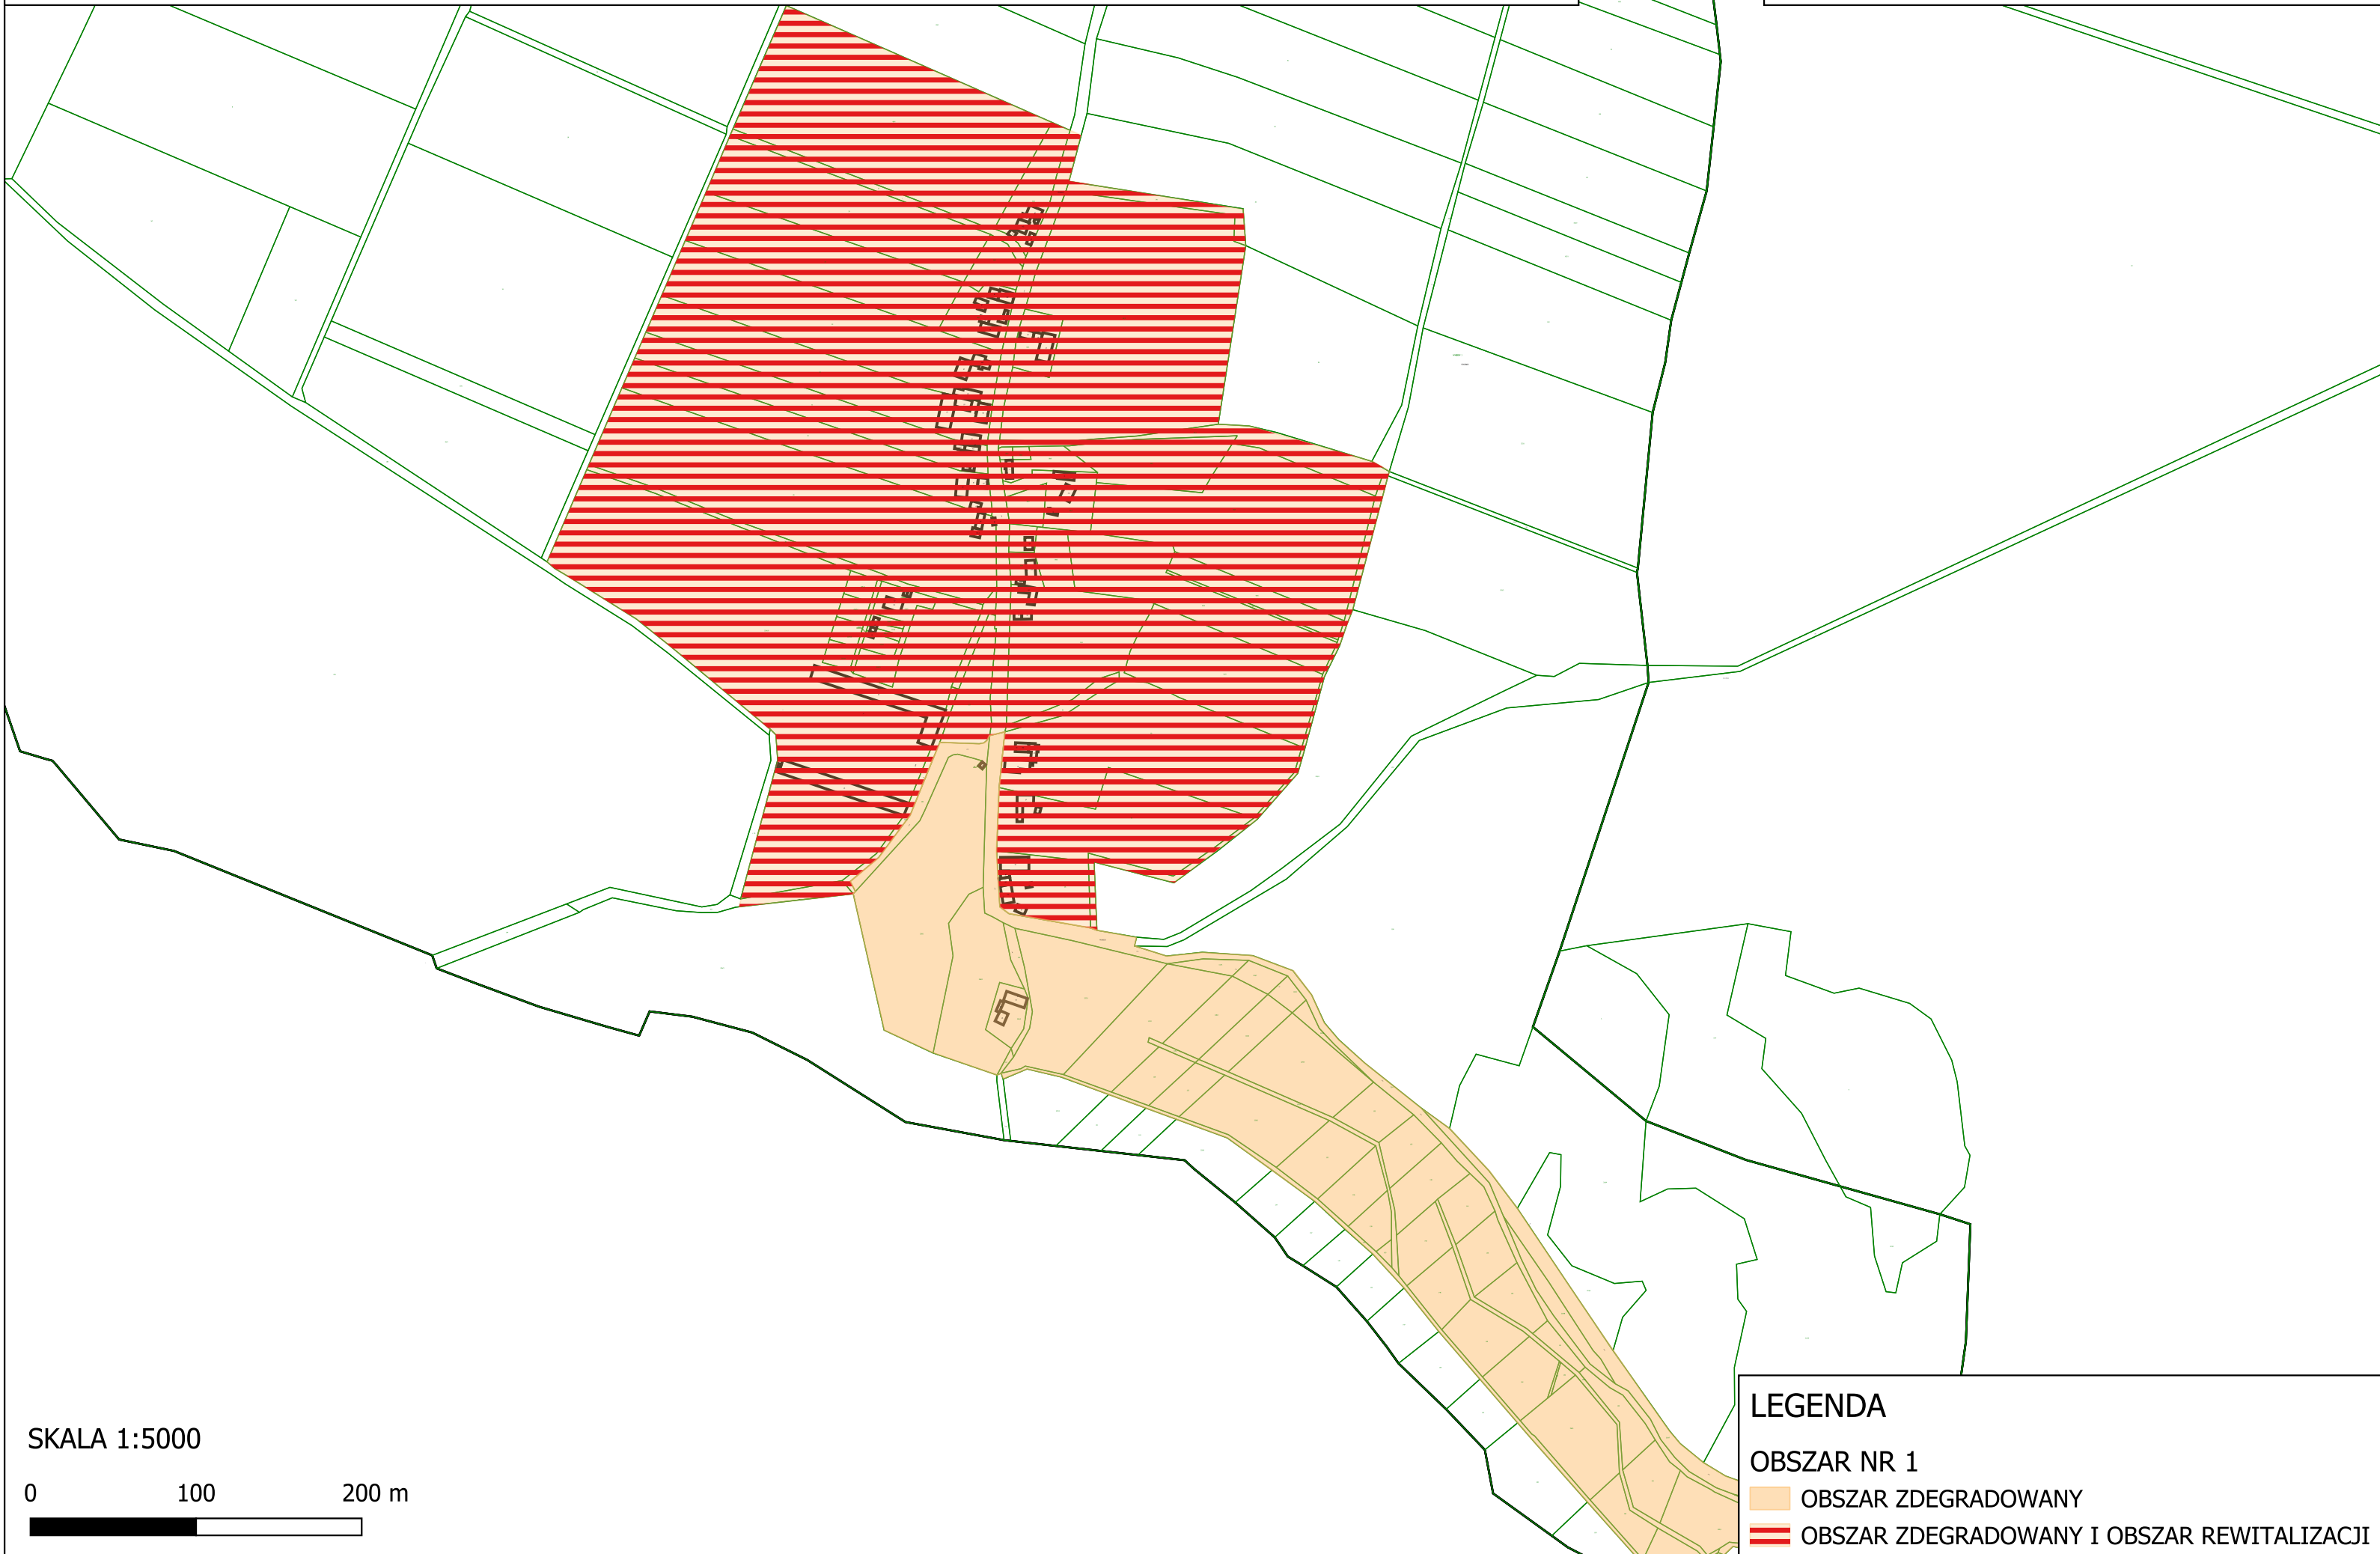 SKALA 1:5000
0 100 200 m
LEGENDA
OBSZAR NR 1
OBSZAR ZDEGRADOWANY
OBSZAR ZDEGRADOWANY I OBSZAR REWITALIZACJI